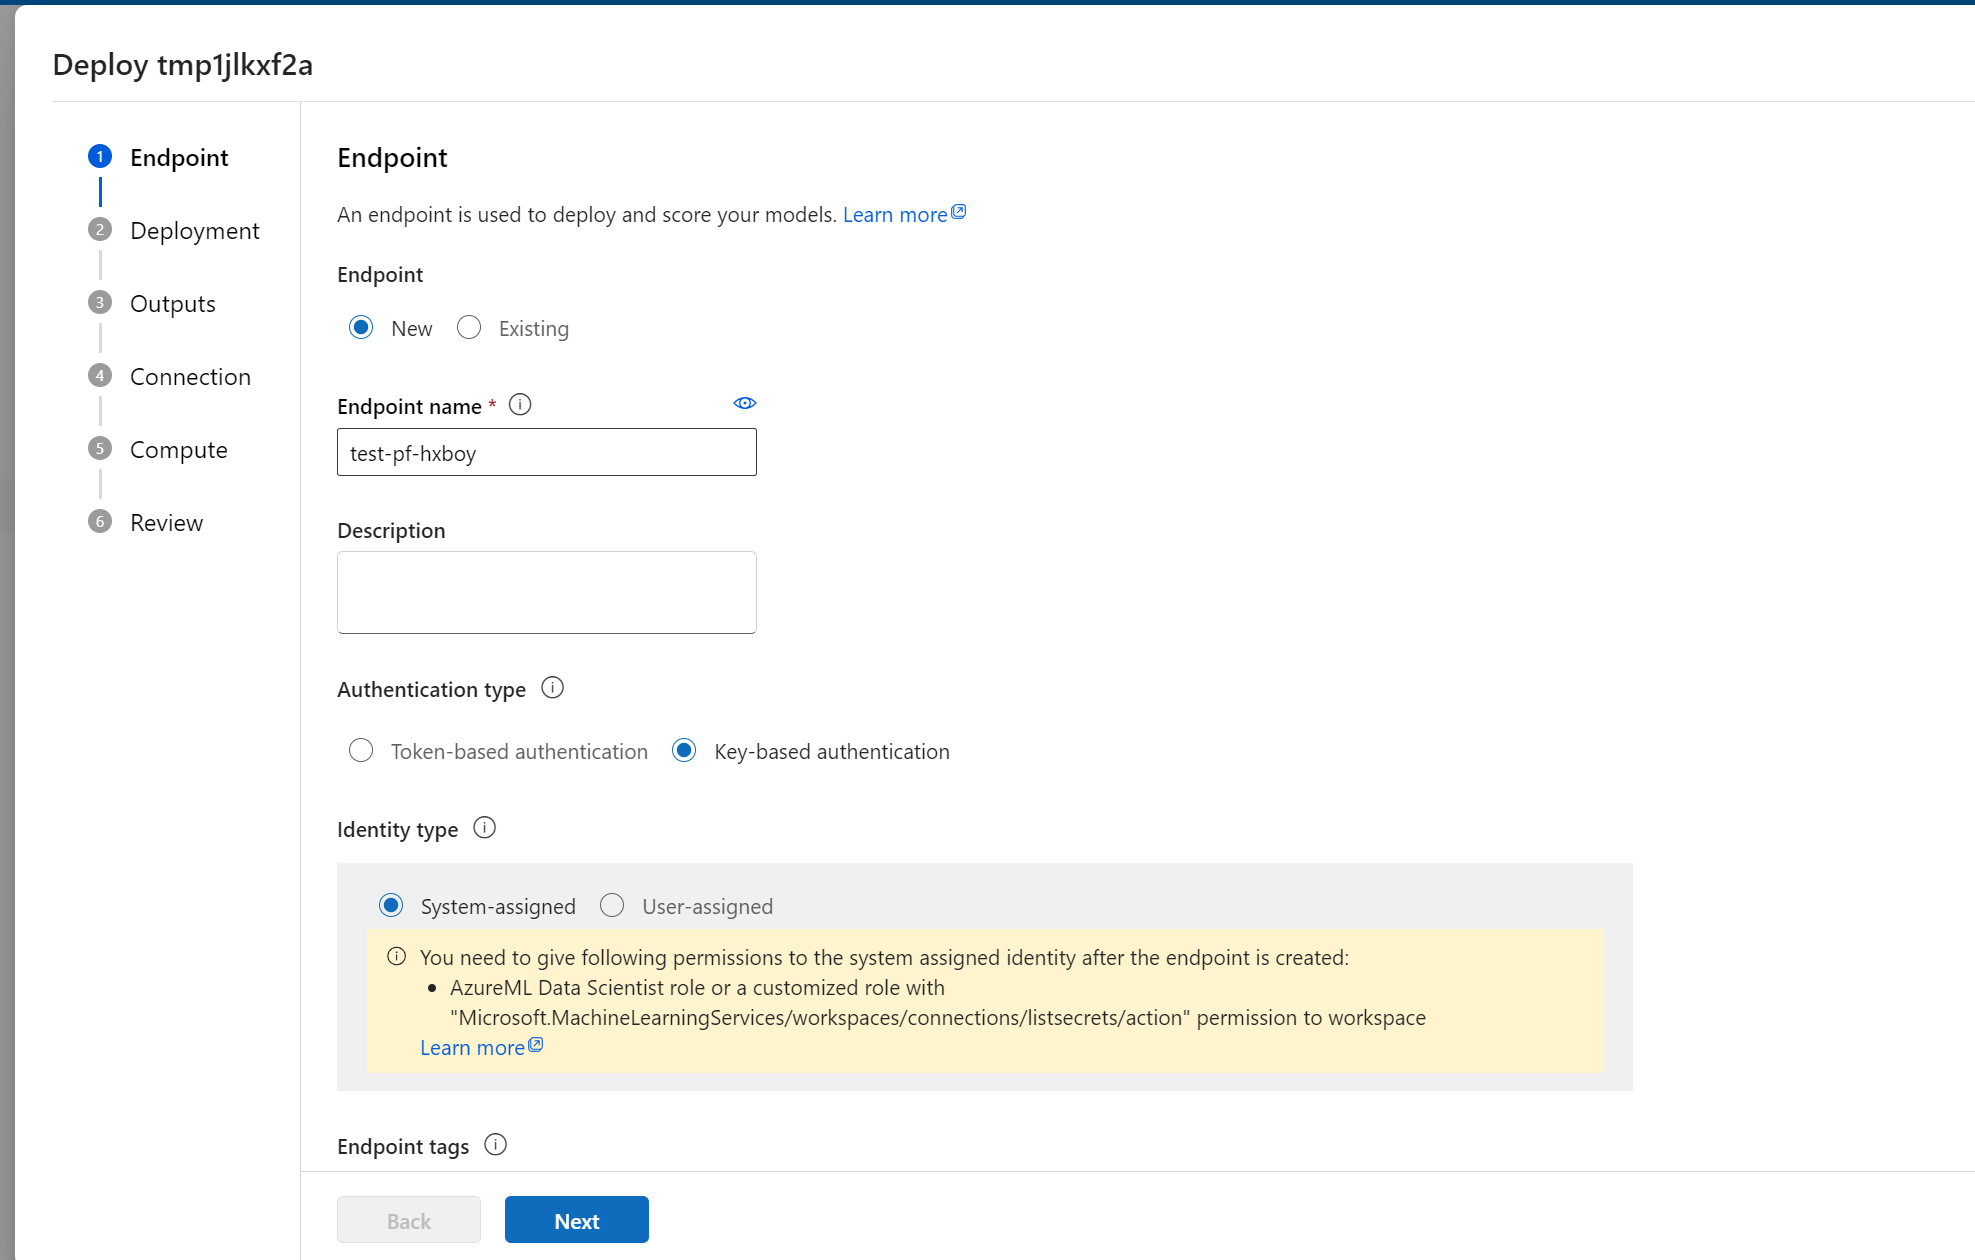 Deploy tmp1jlkxf2a
1 Endpoint
2 Deployment
3 Outputs
4 Connection
5 Compute
6 Review
Endpoint
An endpoint is used to deploy and score your models. Learn more
Endpoint
New Existing
Endpoint name *
test-pf-hxboy
Description
Authentication type
Token-based authentication Key-based authentication
Identity type
System-assigned User-assigned
You need to give following permissions to the system assigned identity after the endpoint is created:
• AzureML Data Scientist role or a customized role with
"Microsoft.MachineLearningServices/workspaces/connections/listsecrets/action" permission to workspace
Learn more
Endpoint tags
Back Next